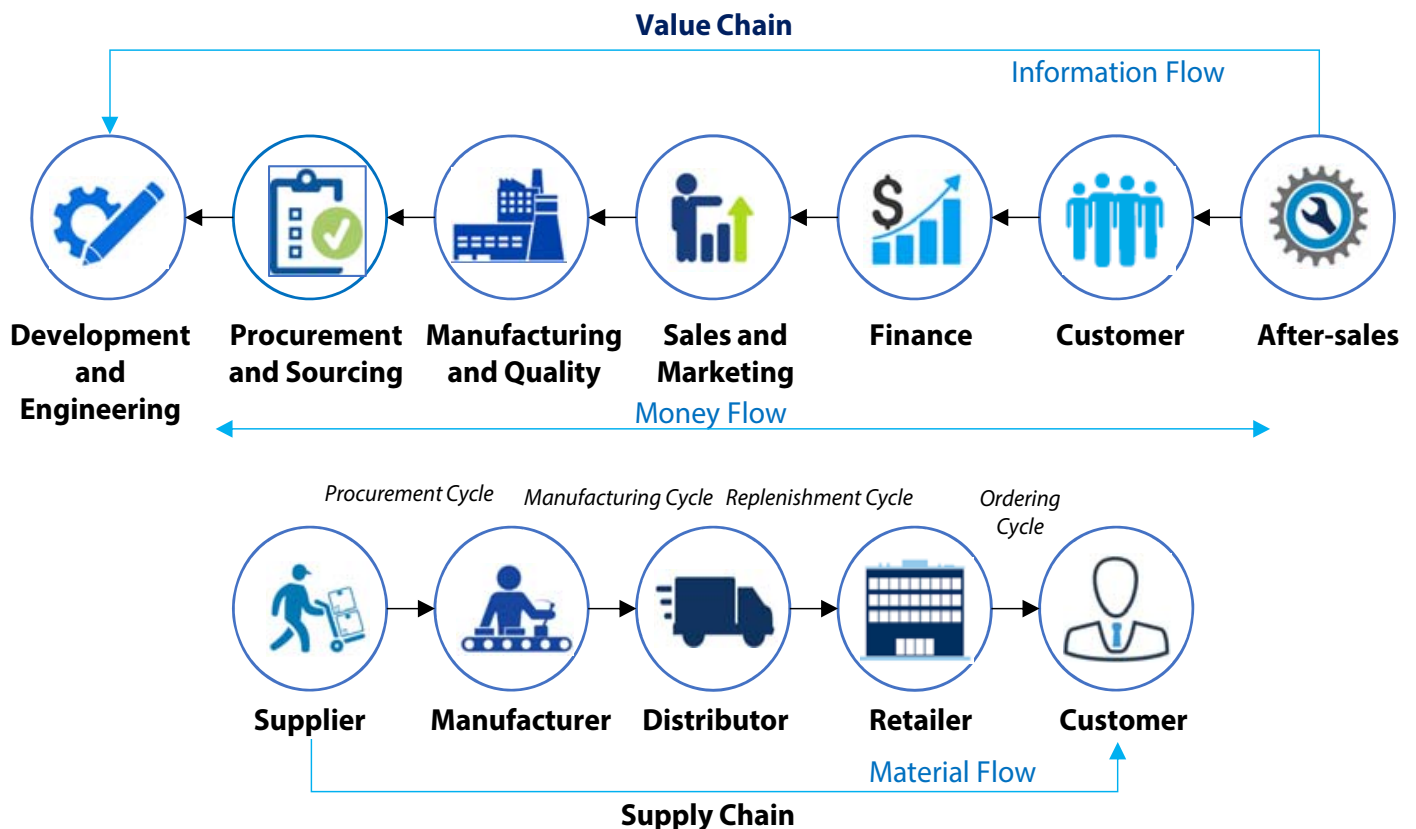 Value Chain
Information Flow
Development
and
Engineering
Procurement
and Sourcing
Manufacturing
and Quality
Sales and
Marketing
Finance
Customer
After-sales
Money Flow
Procurement Cycle
Manufacturing Cycle
Replenishment Cycle
Ordering
Cycle
Supplier
Manufacturer
Distributor
Retailer
Customer
Material Flow
Supply Chain